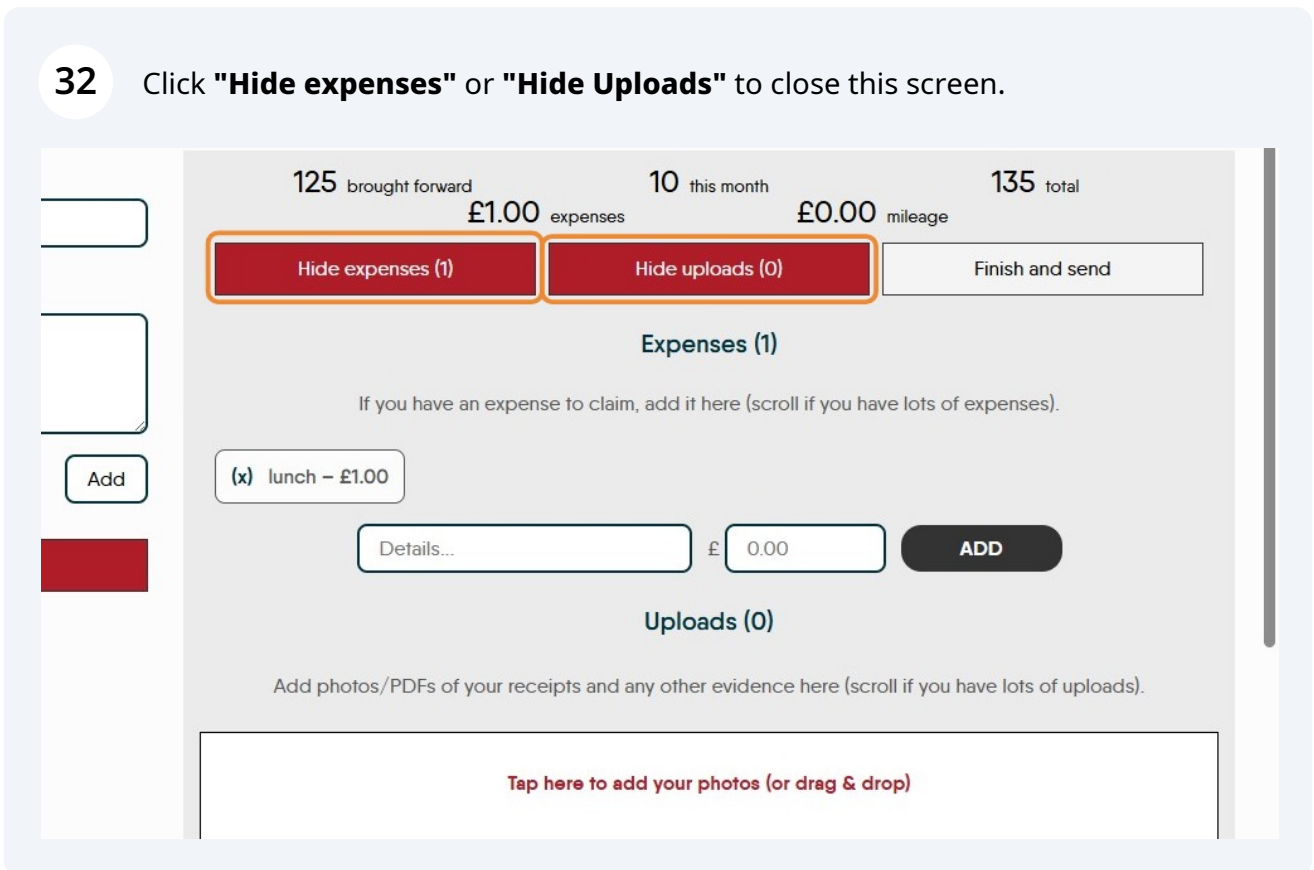 32 Click "Hide expenses" or "Hide Uploads" to close this screen.
125 brought forward 10 this month 135 total
£1.00 expenses £0.00 mileage
Hide expenses (1) Hide uploads (0) Finish and send
Expenses (1)
If you have an expense to claim, add it here (scroll if you have lots of expenses).
Add (x) lunch – £1.00
Details... £ 0.00 ADD
Uploads (0)
Add photos/PDFs of your receipts and any other evidence here (scroll if you have lots of uploads).
Tap here to add your photos (or drag & drop)